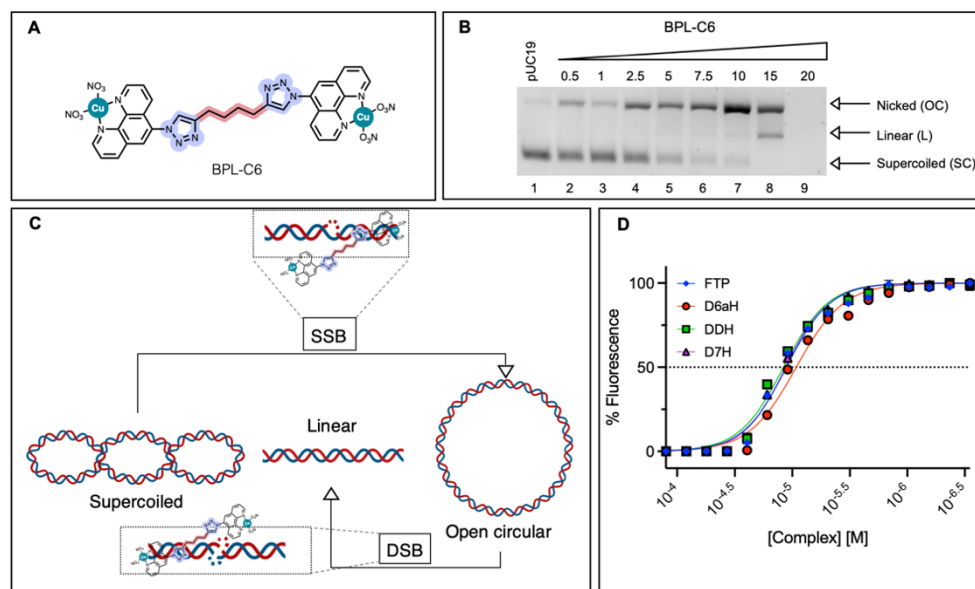 A
NO₃
NO₃
Cu
N
N
N
N
N
N
N
N
N
N
Cu
O₃N
O₃N
BPL-C6
B
BPL-C6
pUC19
0.5 1 2.5 5 7.5 10 15 20
Nicked (OC)
Linear (L)
Supercoiled (SC)
1 2 3 4 5 6 7 8 9
C
SSB
Linear
Supercoiled
Open circular
DSB
D
FTP
D6aH
DDH
D7H
% Fluorescence
100
50
0
10⁻⁴ 10⁻⁴·⁵ 10⁻⁵ 10⁻⁵·⁵ 10⁻⁶ 10⁻⁶·⁵
[Complex] [M]